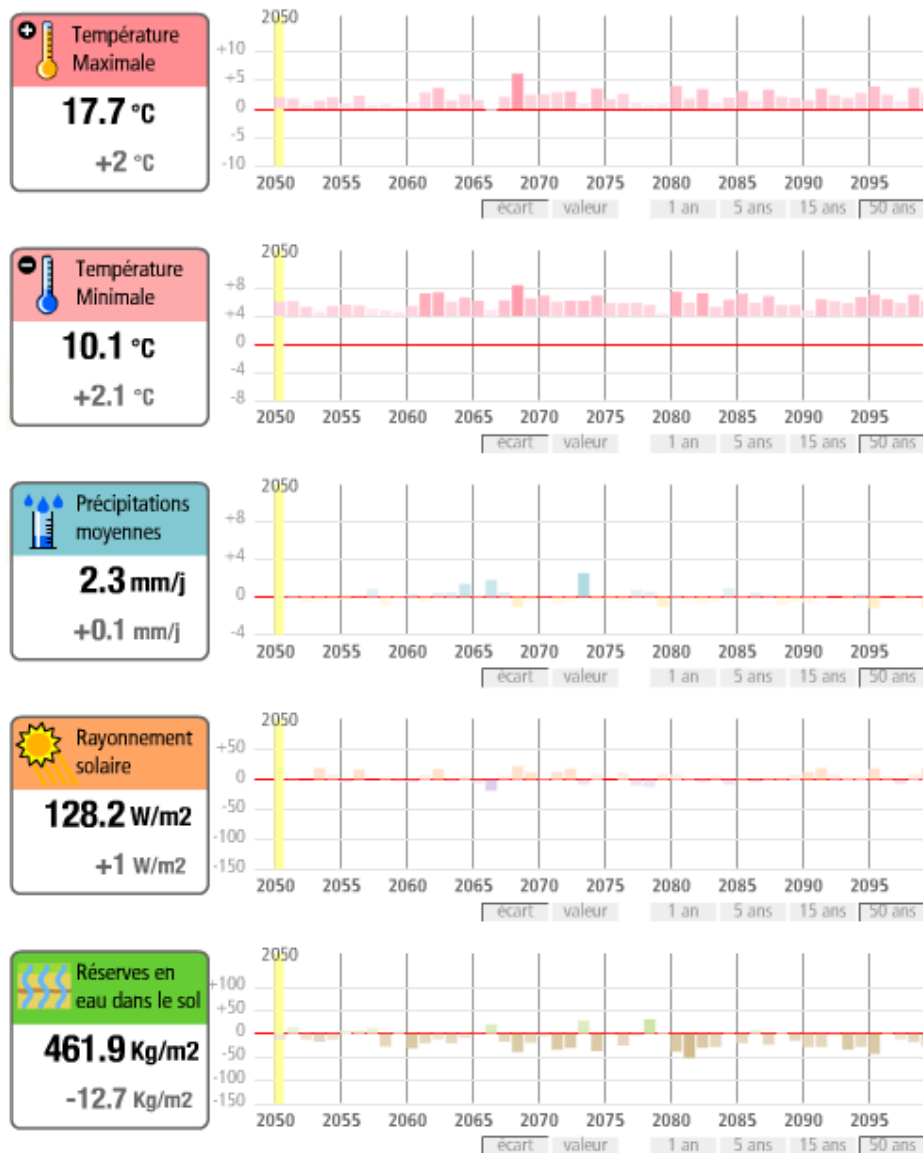 2050
Température
Maximale
17.7 °C
+2 °C
+10
+5
0
-5
-10
2050 2055 2060 2065 2070 2075 2080 2085 2090 2095
écart valeur 1 an 5 ans 15 ans 50 ans
2050
Température
Minimale
10.1 °C
+2.1 °C
+8
+4
0
-4
-8
2050 2055 2060 2065 2070 2075 2080 2085 2090 2095
écart valeur 1 an 5 ans 15 ans 50 ans
2050
Précipitations
moyennes
2.3 mm/j
+0.1 mm/j
+8
+4
0
-4
2050 2055 2060 2065 2070 2075 2080 2085 2090 2095
écart valeur 1 an 5 ans 15 ans 50 ans
2050
Rayonnement
solaire
128.2 W/m2
+1 W/m2
+50
0
-50
-100
-150
2050 2055 2060 2065 2070 2075 2080 2085 2090 2095
écart valeur 1 an 5 ans 15 ans 50 ans
2050
Réserves en
eau dans le sol
461.9 Kg/m2
-12.7 Kg/m2
+100
+50
0
-50
-100
-150
2050 2055 2060 2065 2070 2075 2080 2085 2090 2095
écart valeur 1 an 5 ans 15 ans 50 ans